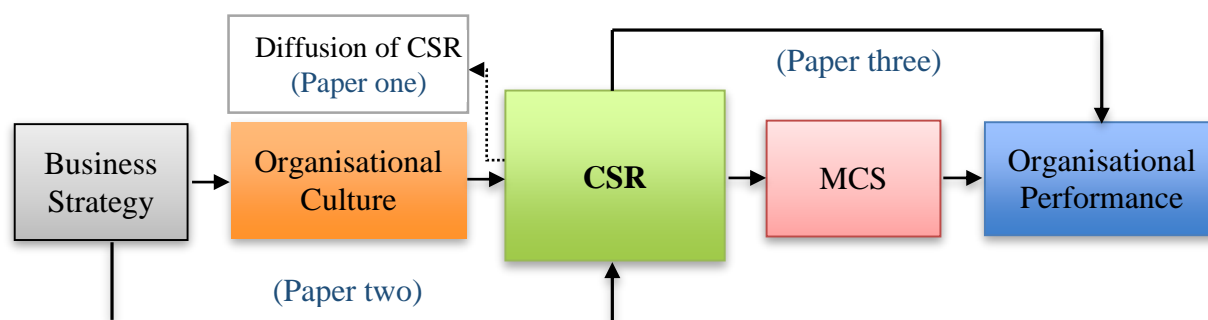 Diffusion of CSR
(Paper one)
(Paper three)
Business
Strategy
Organisational
Culture
CSR
MCS
Organisational
Performance
(Paper two)